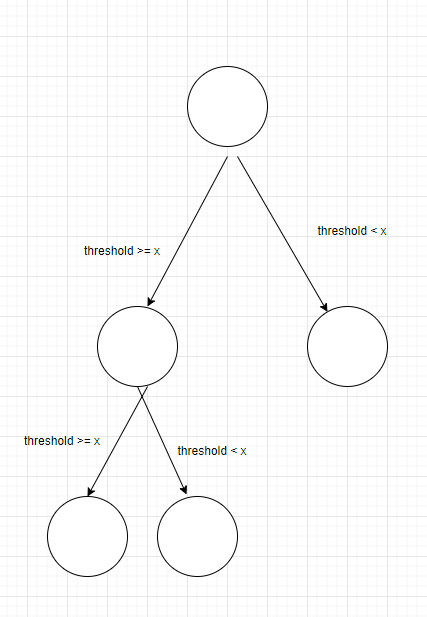 threshold < x
threshold >= x
threshold >= x
threshold < x